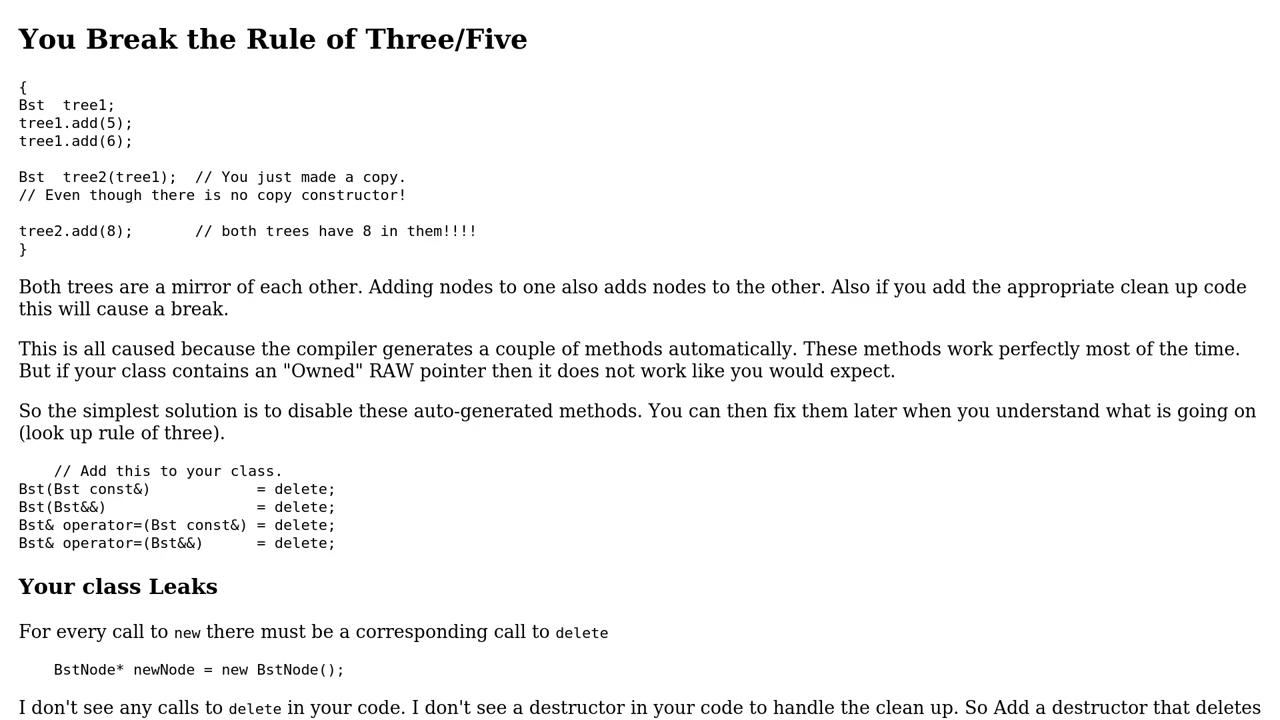 You Break the Rule of Three/Five
{
Bst  tree1;
tree1.add(5);
tree1.add(6);
Bst  tree2(tree1);  // You just made a copy.
// Even though there is no copy constructor!
tree2.add(8);       // both trees have 8 in them!!!!
}
Both trees are a mirror of each other. Adding nodes to one also adds nodes to the other. Also if you add the appropriate clean up code
this will cause a break.
This is all caused because the compiler generates a couple of methods automatically. These methods work perfectly most of the time.
But if your class contains an "Owned" RAW pointer then it does not work like you would expect.
So the simplest solution is to disable these auto-generated methods. You can then fix them later when you understand what is going on
(look up rule of three).
    // Add this to your class.
Bst(Bst const&)            = delete;
Bst(Bst&&)                 = delete;
Bst& operator=(Bst const&) = delete;
Bst& operator=(Bst&&)      = delete;
Your class Leaks
For every call to new there must be a corresponding call to delete
    BstNode* newNode = new BstNode();
I don't see any calls to delete in your code. I don't see a destructor in your code to handle the clean up. So Add a destructor that deletes